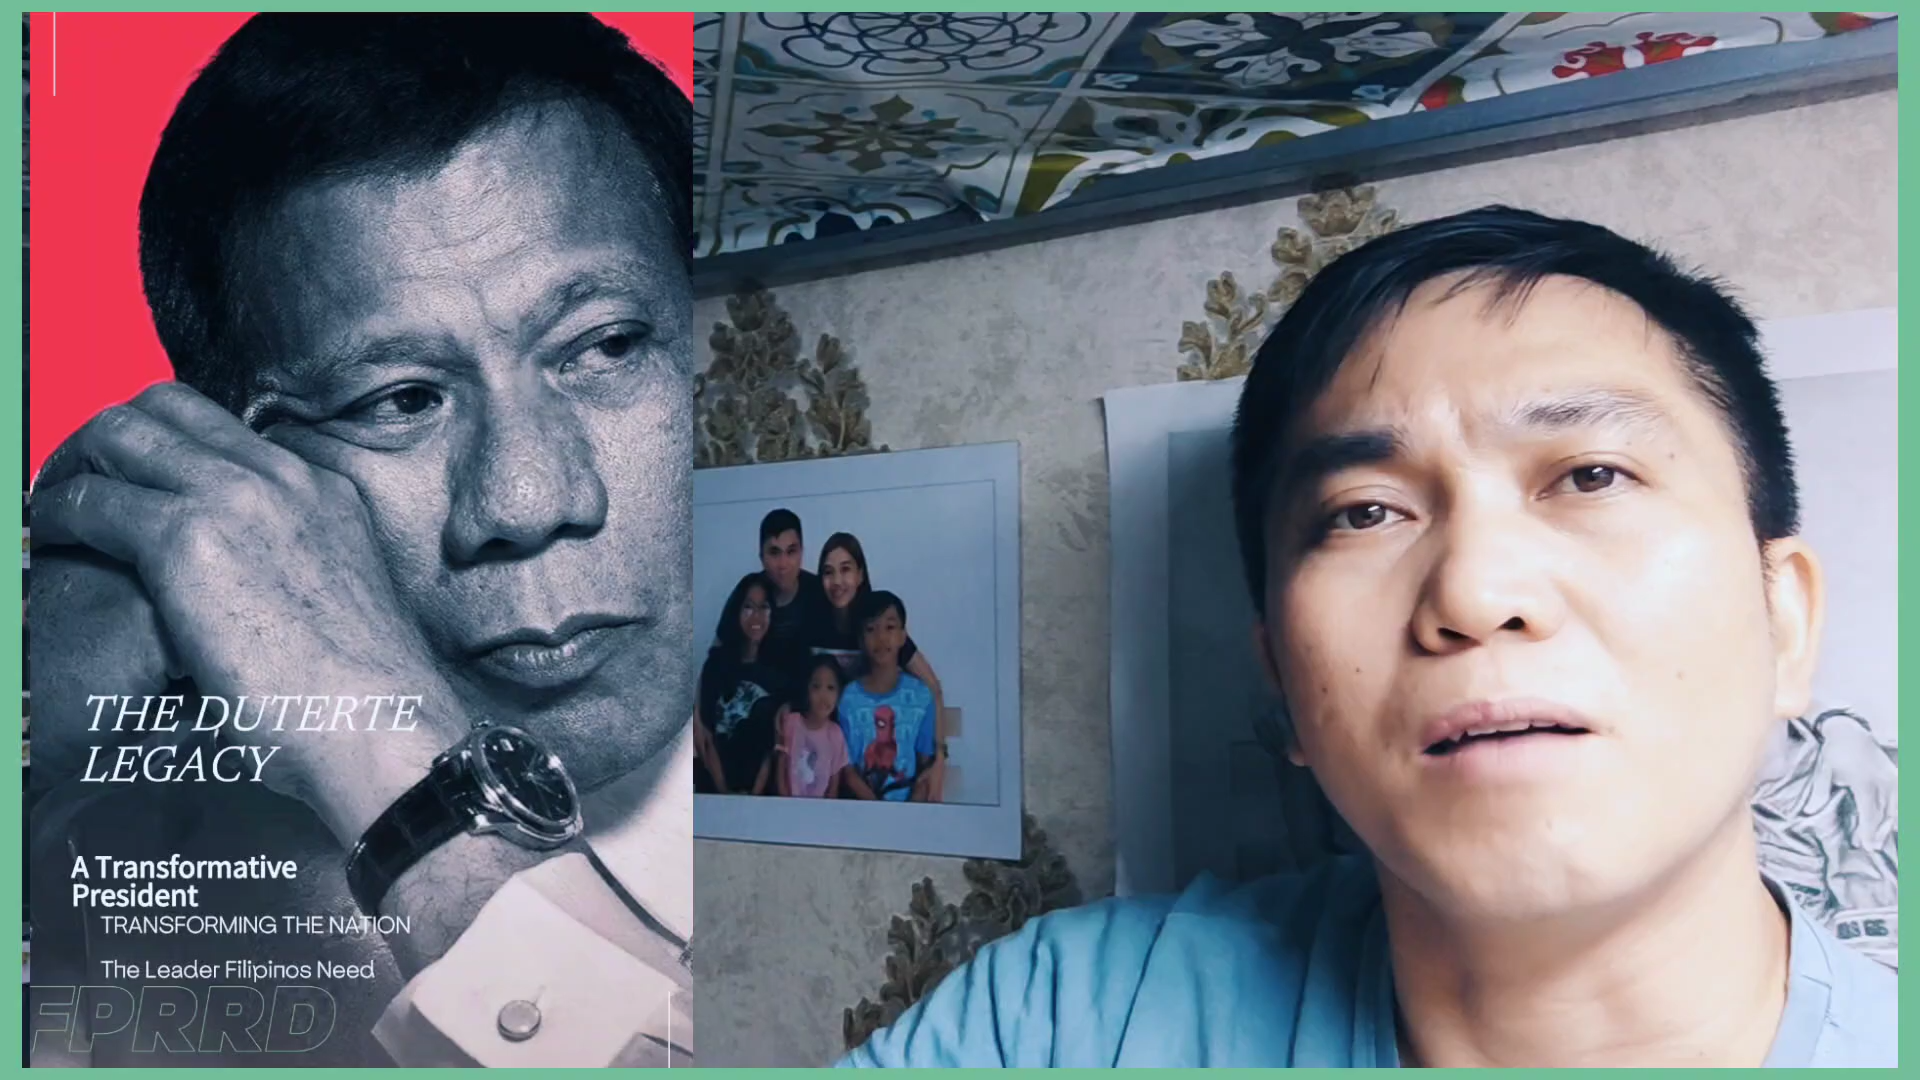 THE DUTERTE
LEGACY
A Transformative
President
TRANSFORMING THE NATION
The Leader Filipinos Need
FPRRD